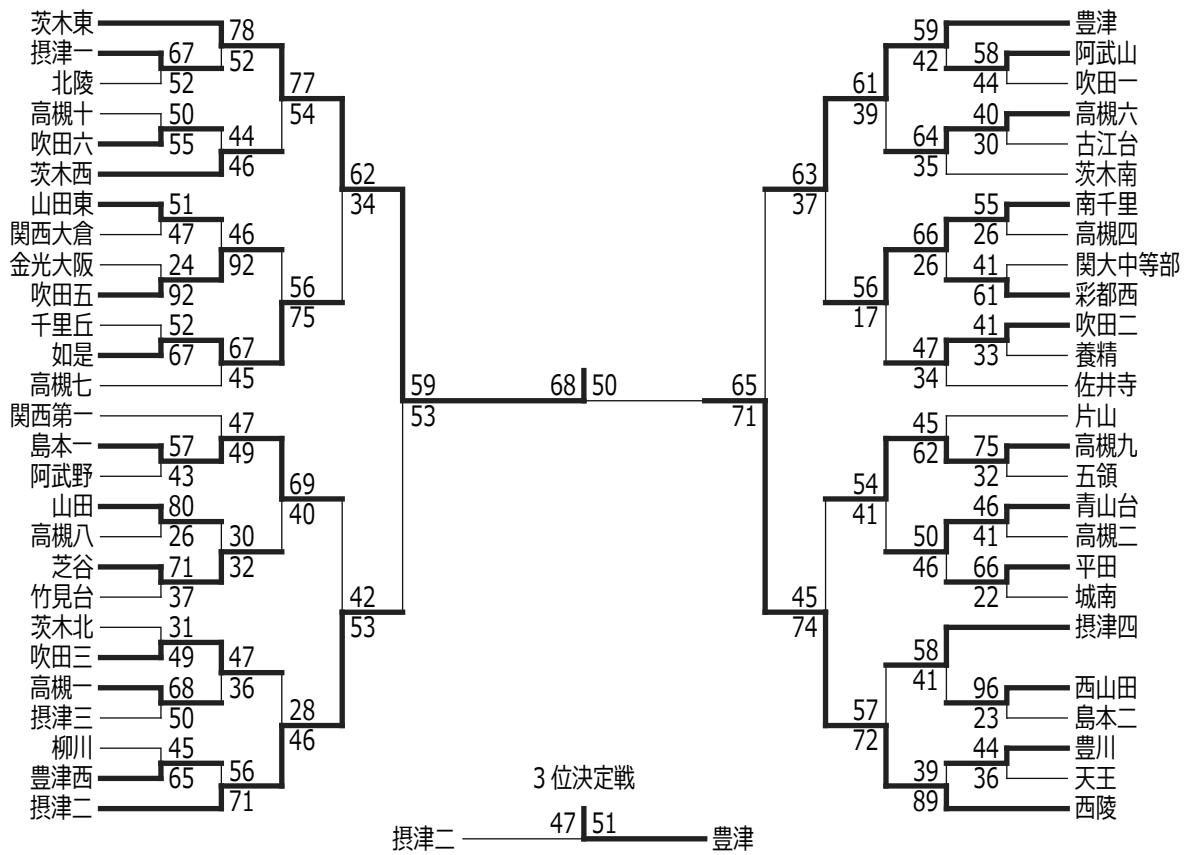 茨木東
摂津一
北陵
高槻十
吹田六
茨木西
山田東
関西大倉
金光大阪
吹田五
千里丘
如是
高槻七
関西第一
島本一
阿武野
山田
高槻八
芝谷
竹見台
茨木北
吹田三
高槻一
摂津三
柳川
豊津西
摂津二
67
52
50
55
51
47
24
92
52
67
57
43
80
26
71
37
31
49
68
50
45
65
78
52
44
46
46
92
67
45
47
49
30
32
47
36
56
71
77
54
56
75
69
40
28
46
62
34
42
53
59
53
68 50
65
71
63
37
45
74
61
39
56
17
54
41
57
72
59
42
64
35
66
26
47
34
45
62
50
46
58
41
39
89
58
44
40
30
55
26
41
61
41
33
75
32
46
41
66
22
96
23
44
36
豊津
阿武山
吹田一
高槻六
古江台
茨木南
南千里
高槻四
関大中等部
彩都西
吹田二
養精
佐井寺
片山
高槻九
五領
青山台
高槻二
平田
城南
摂津四
西山田
島本二
豊川
天王
西陵
3位決定戦
摂津二 47 51 豊津